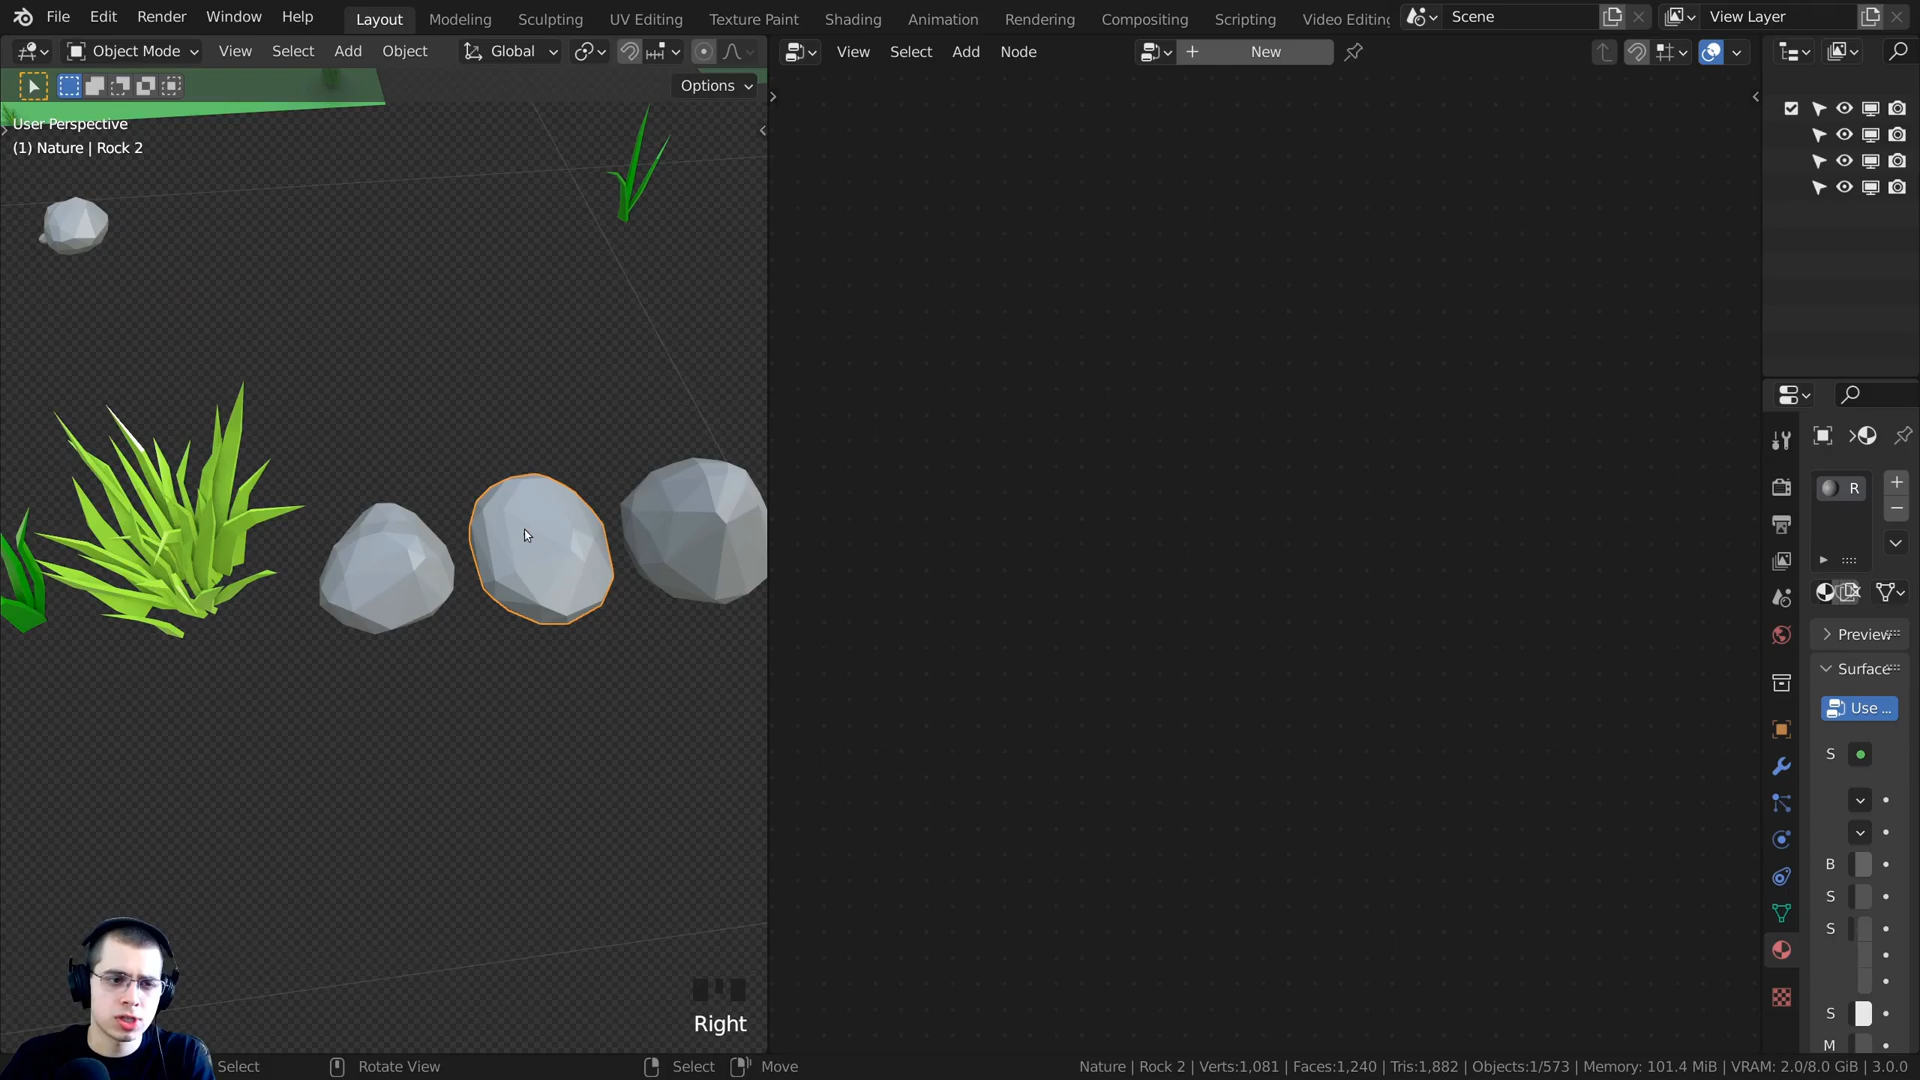 File Edit Render Window Help Layout Modeling Sculpting UV Editing Texture Paint Shading Animation Rendering Compositing Scripting Video Editing Scene View Layer
Object Mode View Select Add Object Global View Select Add Node New
Options
User Perspective
(1) Nature | Rock 2
R
Preview
Surface
Use ...
S
B
S
S
S
M
Right
Select Rotate View Select Move Nature | Rock 2 | Verts:1,081 | Faces:1,240 | Tris:1,882 | Objects:1/573 | Memory: 101.4 MiB | VRAM: 2.0/8.0 GiB | 3.0.0